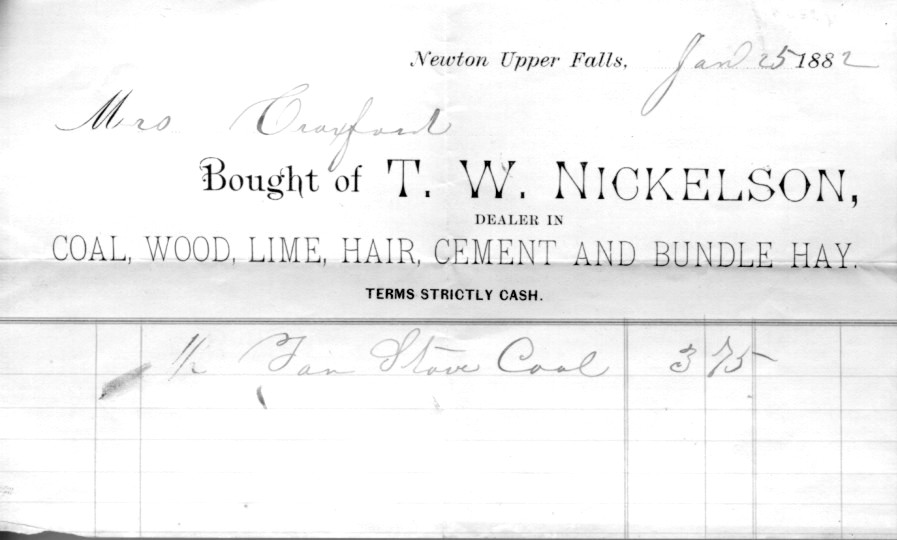 Newton Upper Falls, Jan 25 1882
Mrs Crayford
Bought of T. W. NICKELSON,
DEALER IN
COAL, WOOD, LIME, HAIR, CEMENT AND BUNDLE HAY.
TERMS STRICTLY CASH.
1/2 Ton Stove Coal 3 75